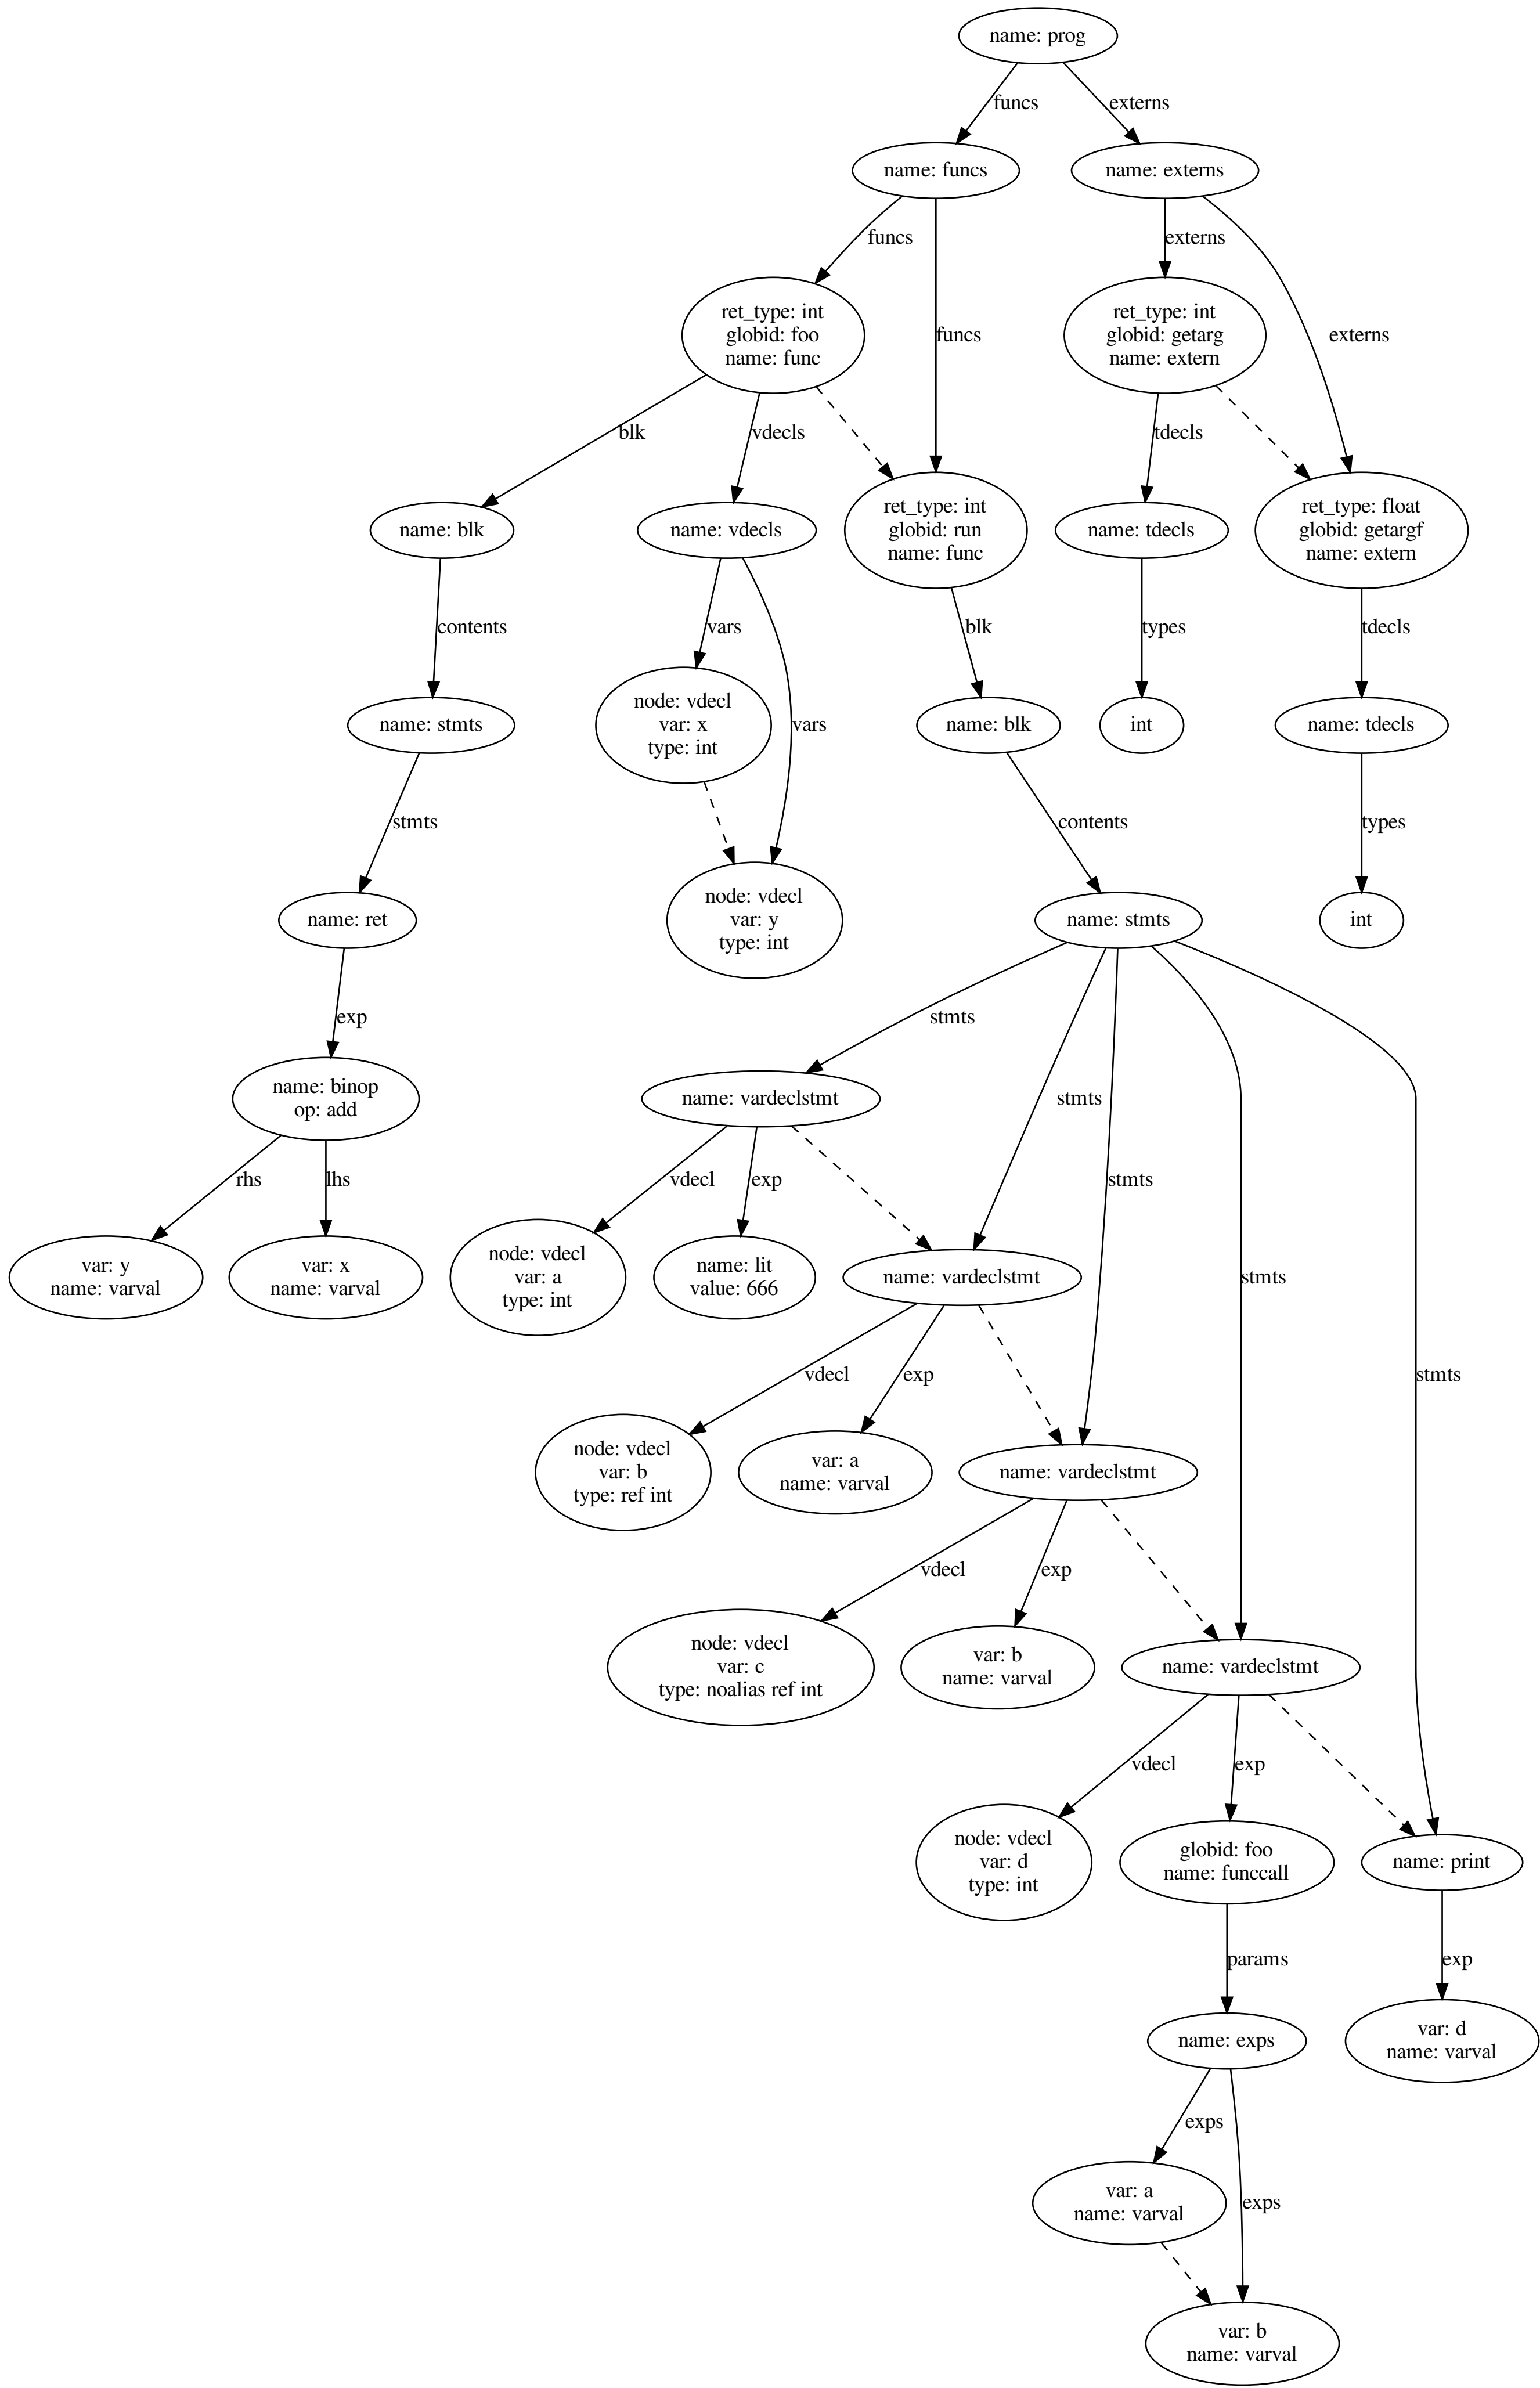 name: prog
funcs
externs
name: funcs
name: externs
funcs
funcs
externs
externs
ret_type: int
globid: foo
name: func
ret_type: int
globid: getarg
name: extern
blk
vdecls
tdecls
name: blk
name: vdecls
ret_type: int
globid: run
name: func
name: tdecls
ret_type: float
globid: getargf
name: extern
contents
vars
vars
blk
types
tdecls
name: stmts
node: vdecl
var: x
type: int
name: blk
int
name: tdecls
stmts
contents
types
name: ret
node: vdecl
var: y
type: int
name: stmts
int
exp
stmts
stmts
stmts
stmts
stmts
name: binop
op: add
name: vardeclstmt
rhs
lhs
vdecl
exp
var: y
name: varval
var: x
name: varval
node: vdecl
var: a
type: int
name: lit
value: 666
name: vardeclstmt
vdecl
exp
node: vdecl
var: b
type: ref int
var: a
name: varval
name: vardeclstmt
vdecl
exp
node: vdecl
var: c
type: noalias ref int
var: b
name: varval
name: vardeclstmt
vdecl
exp
node: vdecl
var: d
type: int
globid: foo
name: funccall
name: print
params
exp
name: exps
var: d
name: varval
exps
exps
var: a
name: varval
var: b
name: varval